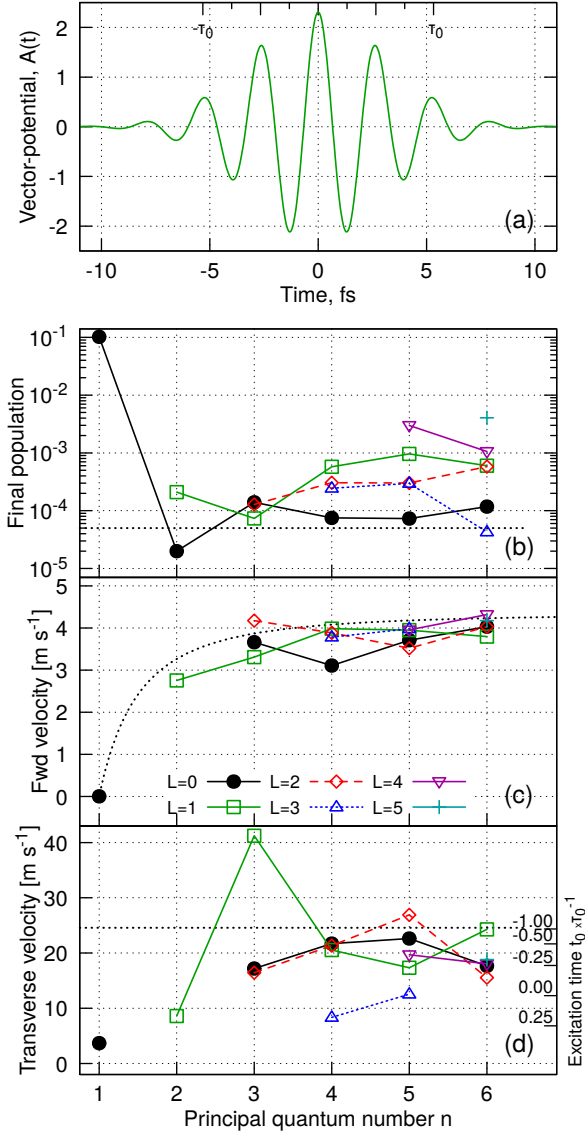 2
1
0
-1
-2
Vector-potential, A(t)
-τ₀
τ₀
(a)
-10
-5
0
5
10
Time, fs
10⁻¹
10⁻²
10⁻³
10⁻⁴
10⁻⁵
Final population
(b)
5
4
3
2
1
0
Fwd velocity [m s⁻¹]
L=0
L=2
L=4
L=1
L=3
L=5
(c)
40
30
20
10
0
Transverse velocity [m s⁻¹]
-1.00
-0.50
-0.25
0.00
0.25
Excitation time t₀ ×τ₀⁻¹
(d)
1
2
3
4
5
6
Principal quantum number n